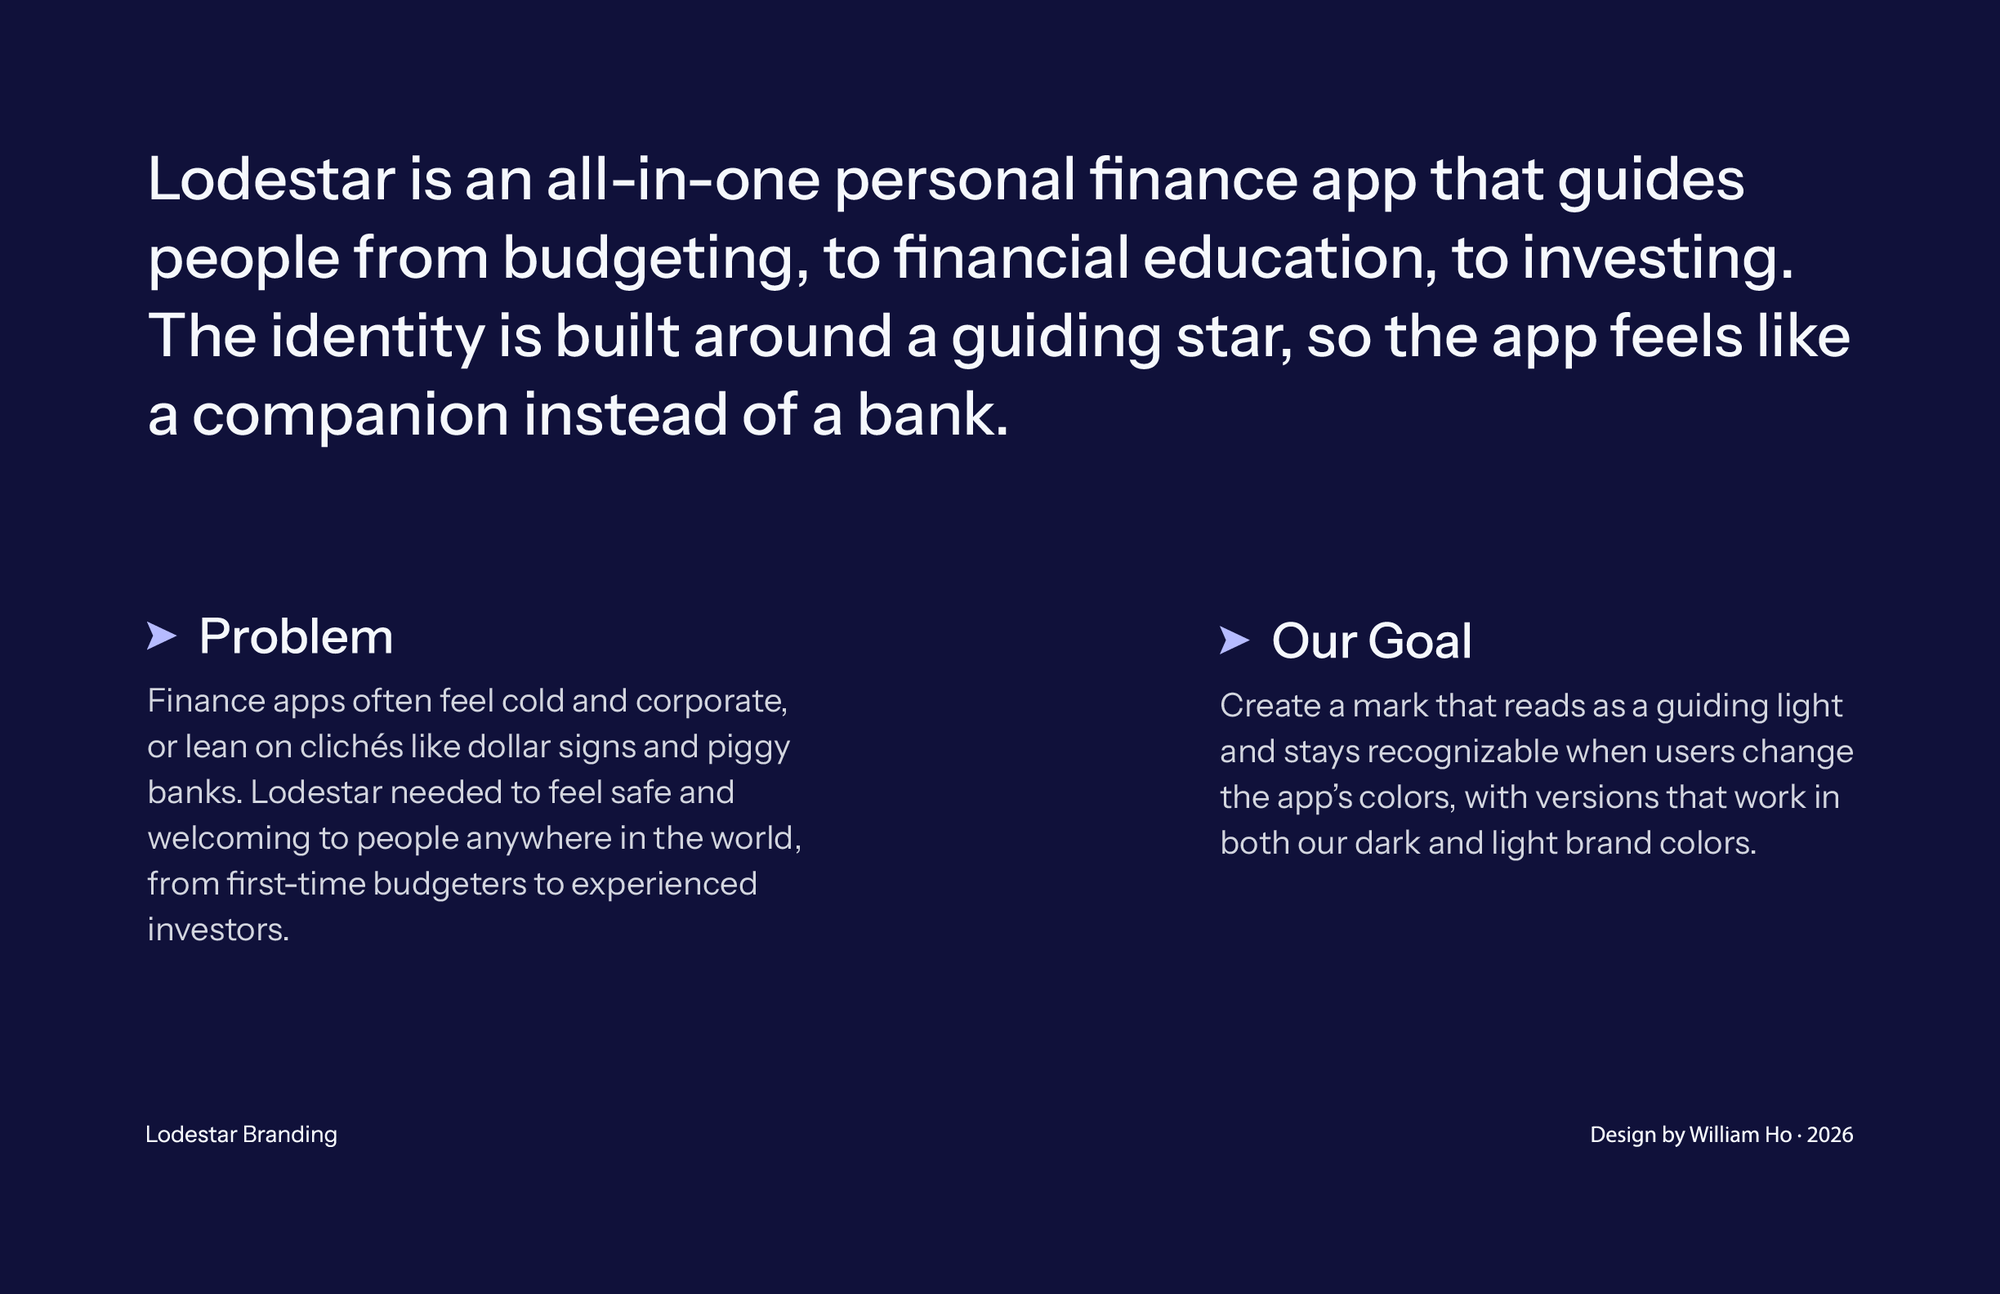 Lodestar is an all-in-one personal finance app that guides
people from budgeting, to financial education, to investing.
The identity is built around a guiding star, so the app feels like
a companion instead of a bank.
Problem
Finance apps often feel cold and corporate,
or lean on clichés like dollar signs and piggy
banks. Lodestar needed to feel safe and
welcoming to people anywhere in the world,
from first-time budgeters to experienced
investors.
Our Goal
Create a mark that reads as a guiding light
and stays recognizable when users change
the app’s colors, with versions that work in
both our dark and light brand colors.
Lodestar Branding
Design by William Ho · 2026